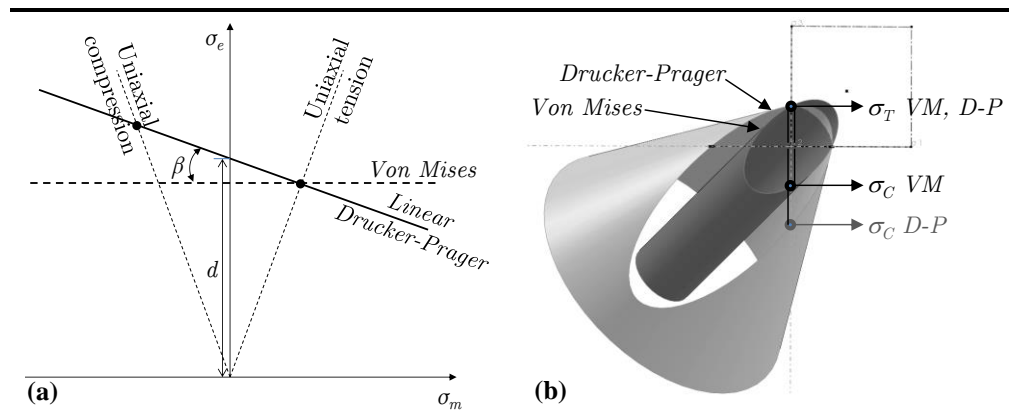 σe
Uniaxial
compression
Uniaxial
tension
β
Von Mises
Linear
Drucker-Prager
d
σm
(a)
Drucker-Prager
Von Mises
σT VM, D-P
σC VM
σC D-P
(b)